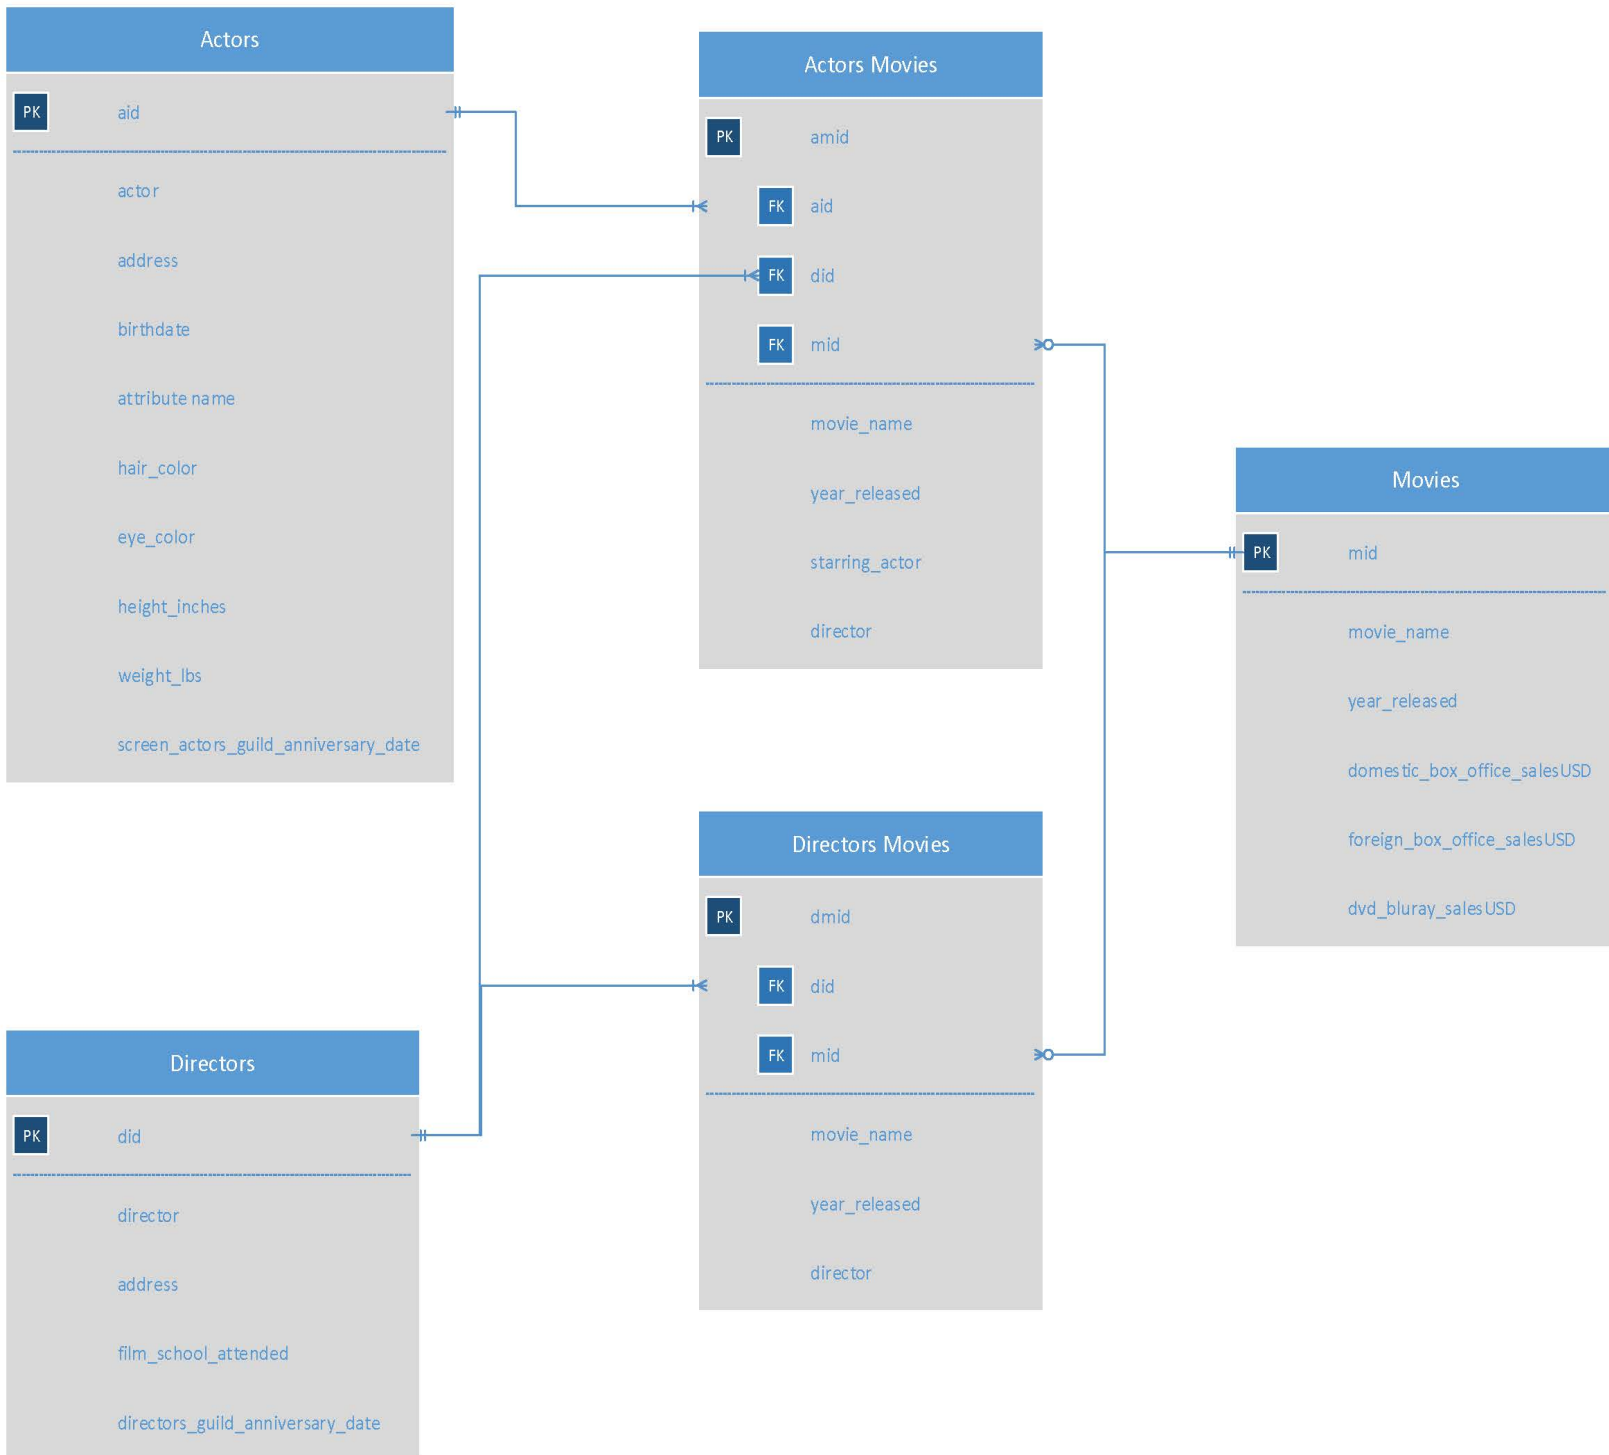 Actors
PK aid
actor
address
birthdate
attribute name
hair_color
eye_color
height_inches
weight_lbs
screen_actors_guild_anniversary_date
Actors Movies
PK amid
FK aid
FK did
FK mid
movie_name
year_released
starring_actor
director
Movies
PK mid
movie_name
year_released
domestic_box_office_salesUSD
foreign_box_office_salesUSD
dvd_bluray_salesUSD
Directors Movies
PK dmid
FK did
FK mid
movie_name
year_released
director
Directors
PK did
director
address
film_school_attended
directors_guild_anniversary_date